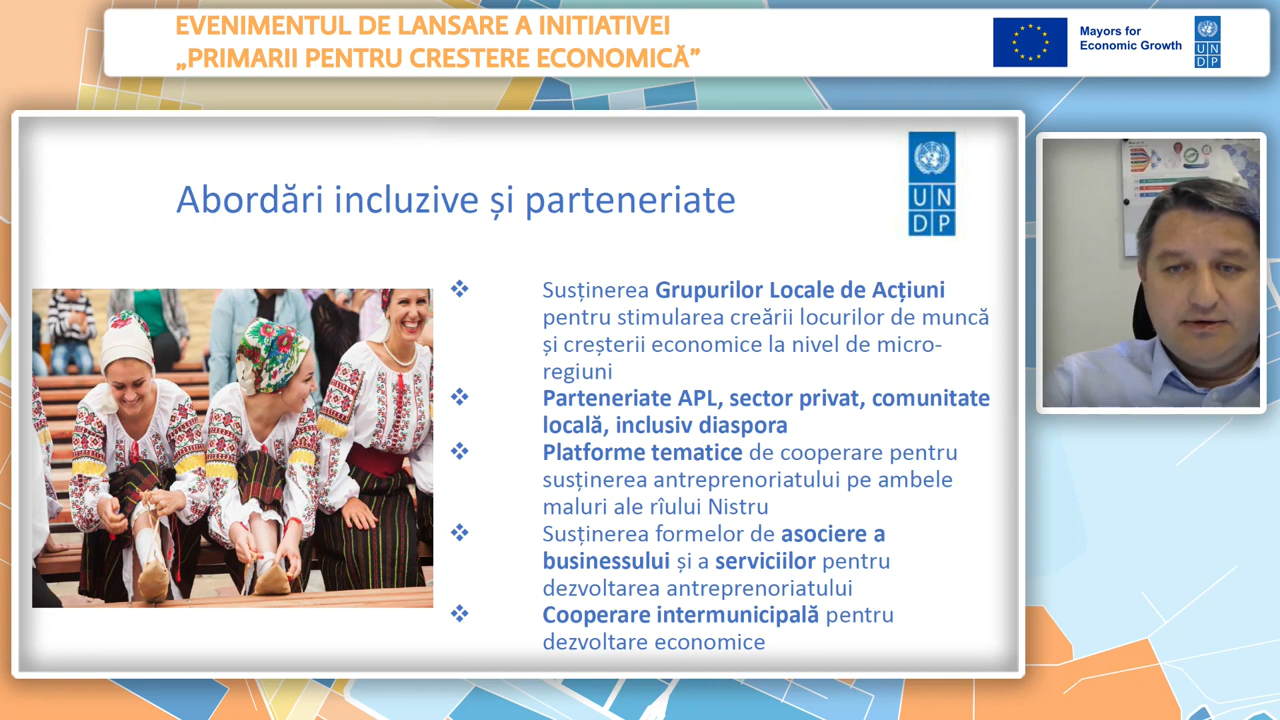 EVENIMENTUL DE LANSARE A INITIATIVEI
„PRIMARII PENTRU CRESTERE ECONOMICĂ”
Mayors for
Economic Growth
U N
D P
Abordări incluzive și parteneriate
U N
D P
Susținerea Grupurilor Locale de Acțiuni
pentru stimularea creării locurilor de muncă
și creșterii economice la nivel de micro-
regiuni
Parteneriate APL, sector privat, comunitate
locală, inclusiv diaspora
Platforme tematice de cooperare pentru
susținerea antreprenoriatului pe ambele
maluri ale rîului Nistru
Susținerea formelor de asociere a
businessului și a serviciilor pentru
dezvoltarea antreprenoriatului
Cooperare intermunicipală pentru
dezvoltare economice